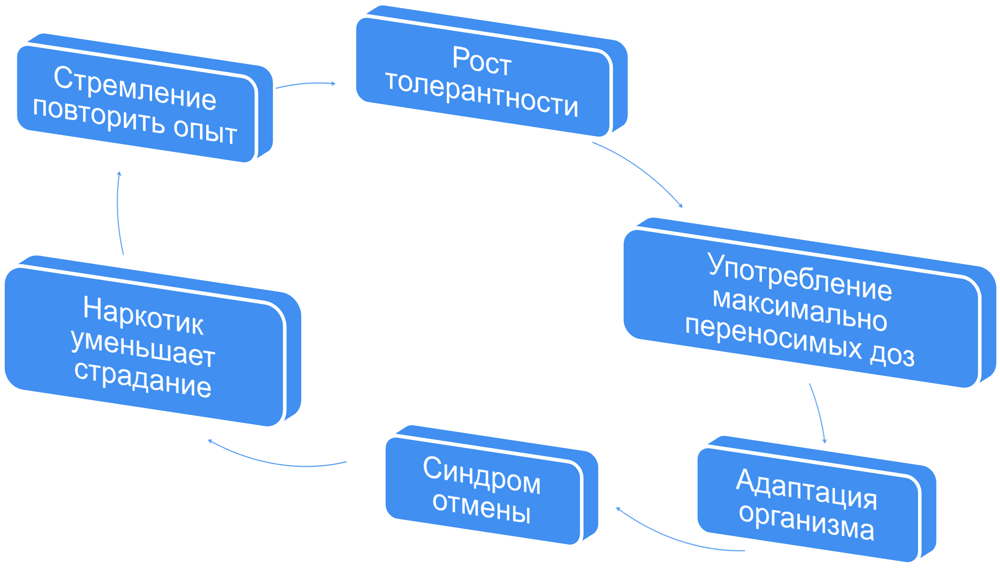 Стремление
повторить опыт
Рост
толерантности
Употребление
максимально
переносимых доз
Адаптация
организма
Синдром
отмены
Наркотик
уменьшает
страдание